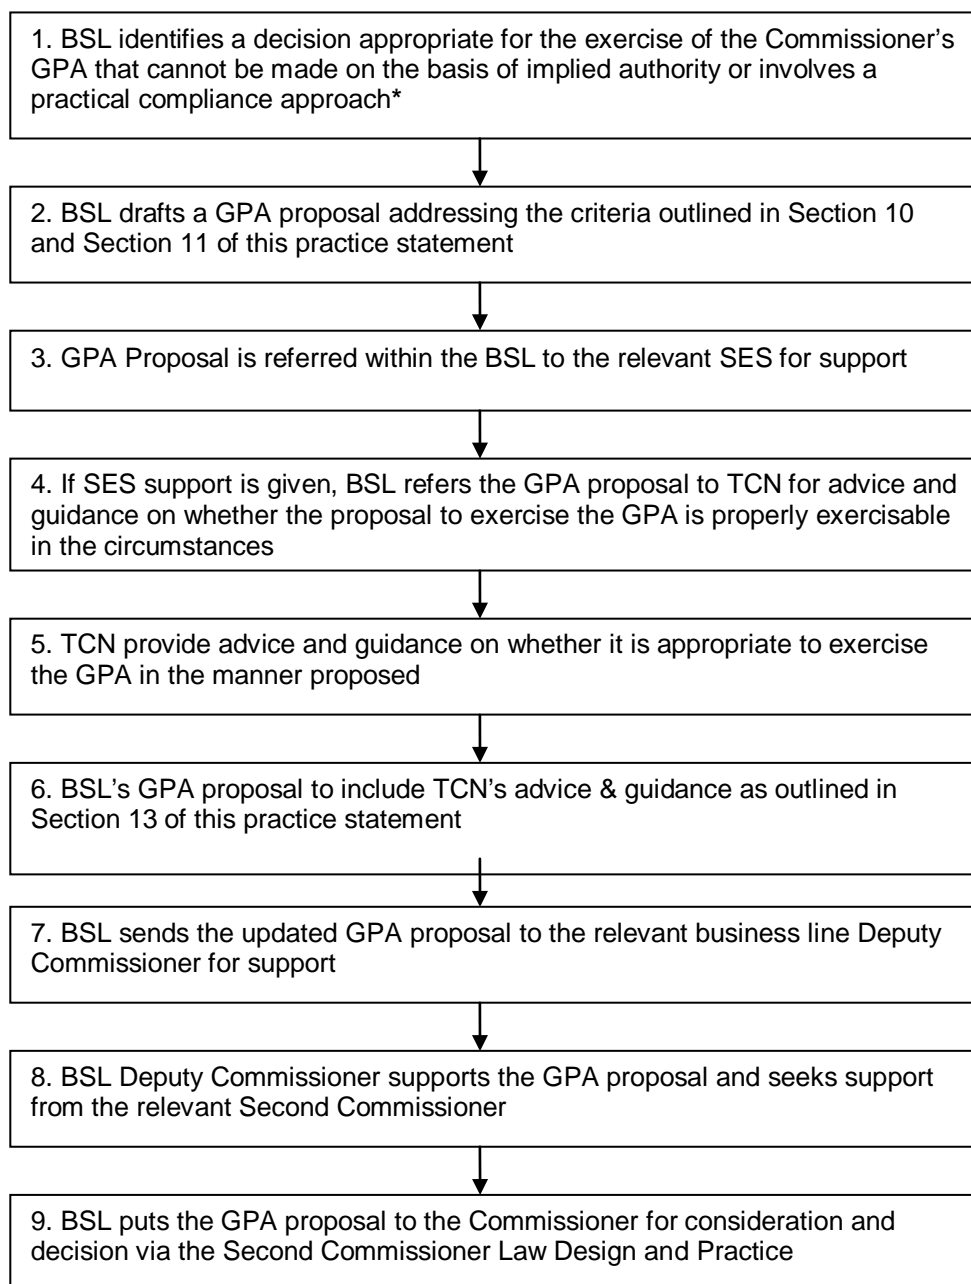 1. BSL identifies a decision appropriate for the exercise of the Commissioner’s
GPA that cannot be made on the basis of implied authority or involves a
practical compliance approach*
2. BSL drafts a GPA proposal addressing the criteria outlined in Section 10
and Section 11 of this practice statement
3. GPA Proposal is referred within the BSL to the relevant SES for support
4. If SES support is given, BSL refers the GPA proposal to TCN for advice and
guidance on whether the proposal to exercise the GPA is properly exercisable
in the circumstances
5. TCN provide advice and guidance on whether it is appropriate to exercise
the GPA in the manner proposed
6. BSL’s GPA proposal to include TCN’s advice & guidance as outlined in
Section 13 of this practice statement
7. BSL sends the updated GPA proposal to the relevant business line Deputy
Commissioner for support
8. BSL Deputy Commissioner supports the GPA proposal and seeks support
from the relevant Second Commissioner
9. BSL puts the GPA proposal to the Commissioner for consideration and
decision via the Second Commissioner Law Design and Practice